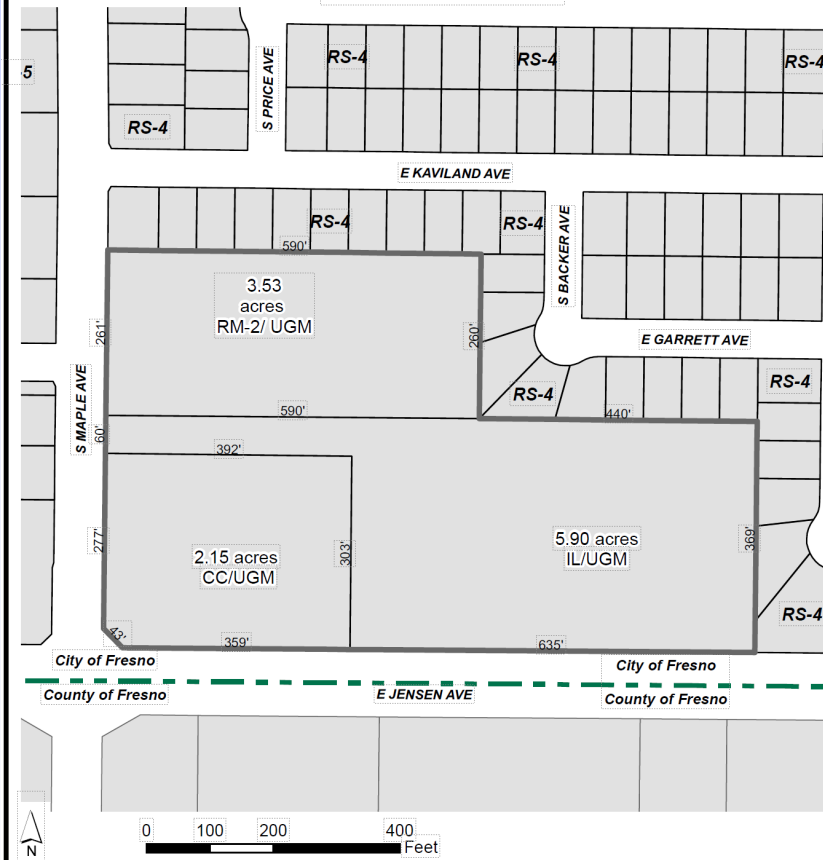 RS-4
RS-4
RS-4
-5
S PRICE AVE
RS-4
E KAVILAND AVE
RS-4
RS-4
S BACKER AVE
590'
3.53
acres
RM-2/ UGM
261'
260'
E GARRETT AVE
S MAPLE AVE
RS-4
RS-4
590'
440'
60'
392'
277'
303'
369'
2.15 acres
CC/UGM
5.90 acres
IL/UGM
RS-4
43'
359'
635'
City of Fresno
City of Fresno
County of Fresno
E JENSEN AVE
County of Fresno
N
0 100 200 400
Feet